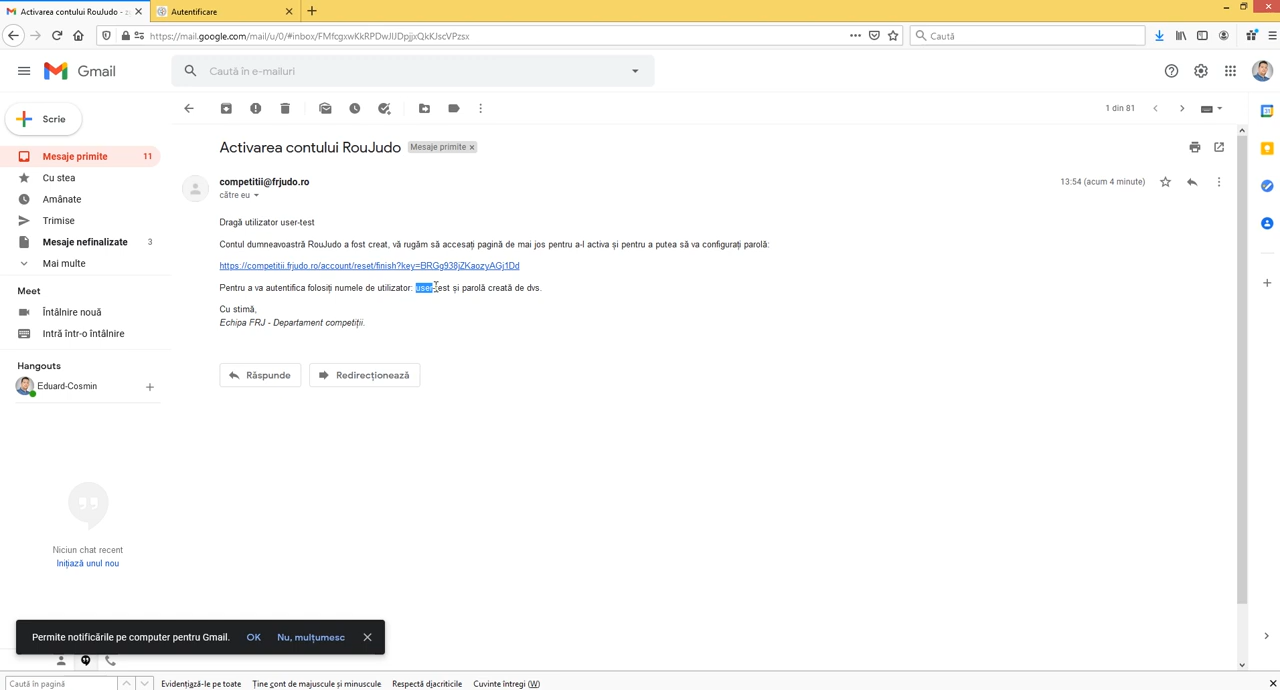 Activarea contului RouJudo - z
Autentificare
https://mail.google.com/mail/u/0/#inbox/FMfcgxwKkRPDwJlJDpjjxQkKJscVPzsx
Caută
Gmail
Caută în e-mailuri
Scrie
1 din 81
Mesaje primite 11
Cu stea
Amânate
Trimise
Mesaje nefinalizate 3
Mai multe
Meet
Întâlnire nouă
Intră într-o întâlnire
Hangouts
Eduard-Cosmin
Niciun chat recent
Inițiază unul nou
Activarea contului RouJudo Mesaje primite x
competitii@frjudo.ro
către eu
13:54 (acum 4 minute)
Dragă utilizator user-test
Contul dumneavoastră RouJudo a fost creat, vă rugăm să accesați pagină de mai jos pentru a-l activa și pentru a putea să va configurați parolă:
https://competitii.frjudo.ro/account/reset/finish?key=BRGg938jZKaozyAGj1Dd
Pentru a va autentifica folosiți numele de utilizator: user-test și parolă creată de dvs.
Cu stimă,
Echipa FRJ - Departament competiții.
Răspunde
Redirecționează
Permite notificările pe computer pentru Gmail. OK Nu, mulțumesc
Caută în pagină
Evidențiază-le pe toate Ține cont de majuscule și minuscule Respectă diacriticile Cuvinte întregi (W)